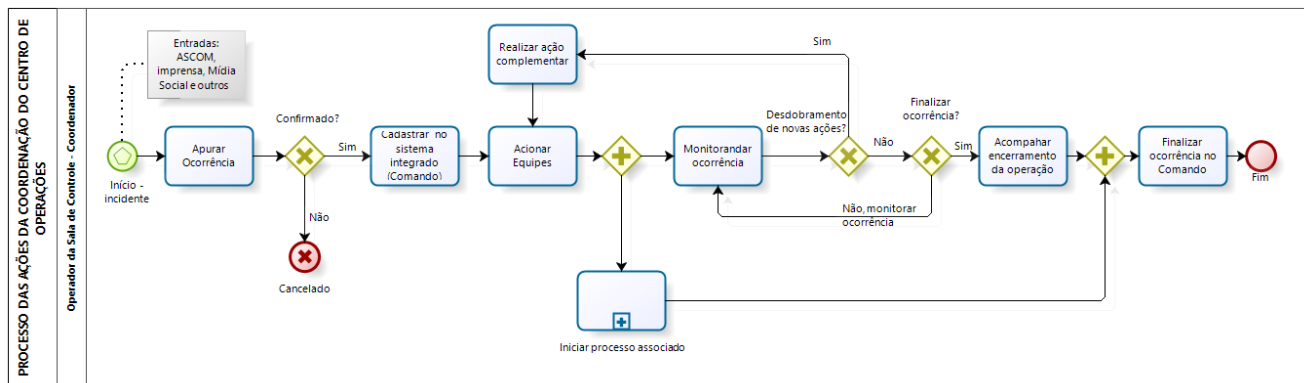 PROCESSO DAS AÇÕES DA COORDENAÇÃO DO CENTRO DE
OPERAÇÕES
Operador da Sala de Controle - Coordenador
Entradas:
ASCOM,
imprensa, Mídia
Social e outros
Início -
incidente
Apurar
Ocorrência
Confirmado?
Sim
Não
Cancelado
Cadastrar no
sistema
integrado
(Comando)
Realizar ação
complementar
Acionar
Equipes
Iniciar processo associado
Monitorandar
ocorrência
Sim
Desdobramento
de novas ações?
Não
Finalizar
ocorrência?
Sim
Não, monitorar
ocorrência
Acompahar
encerramento
da operação
Finalizar
ocorrência no
Comando
Fim